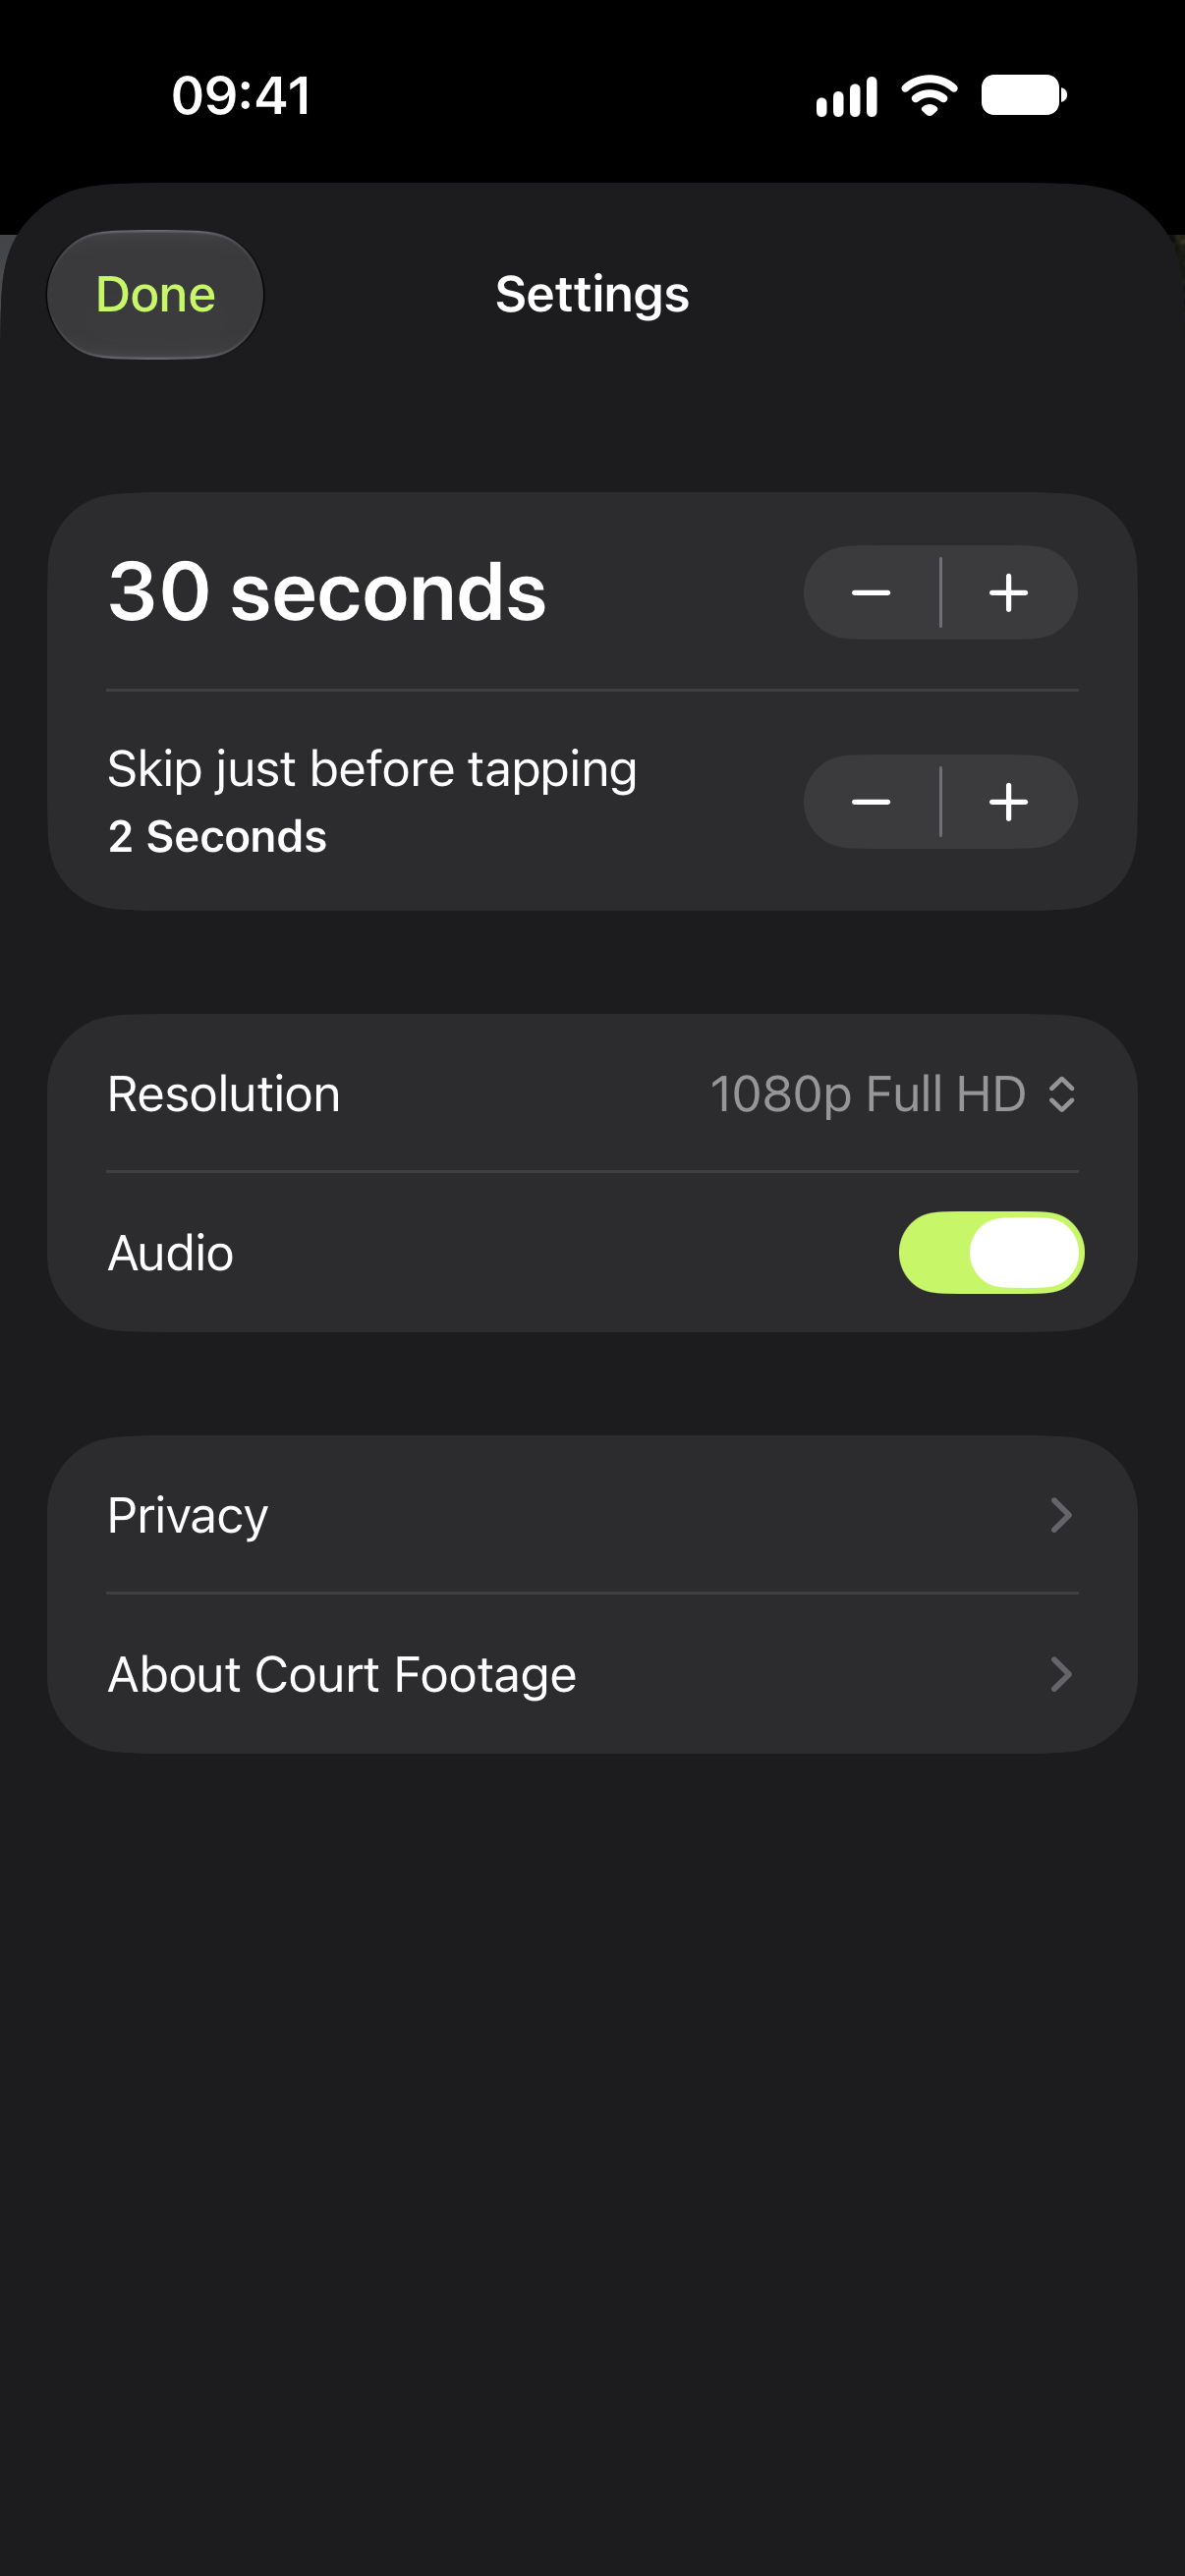 09:41
Done
Settings
30 seconds
Skip just before tapping
2 Seconds
Resolution
1080p Full HD
Audio
Privacy
About Court Footage